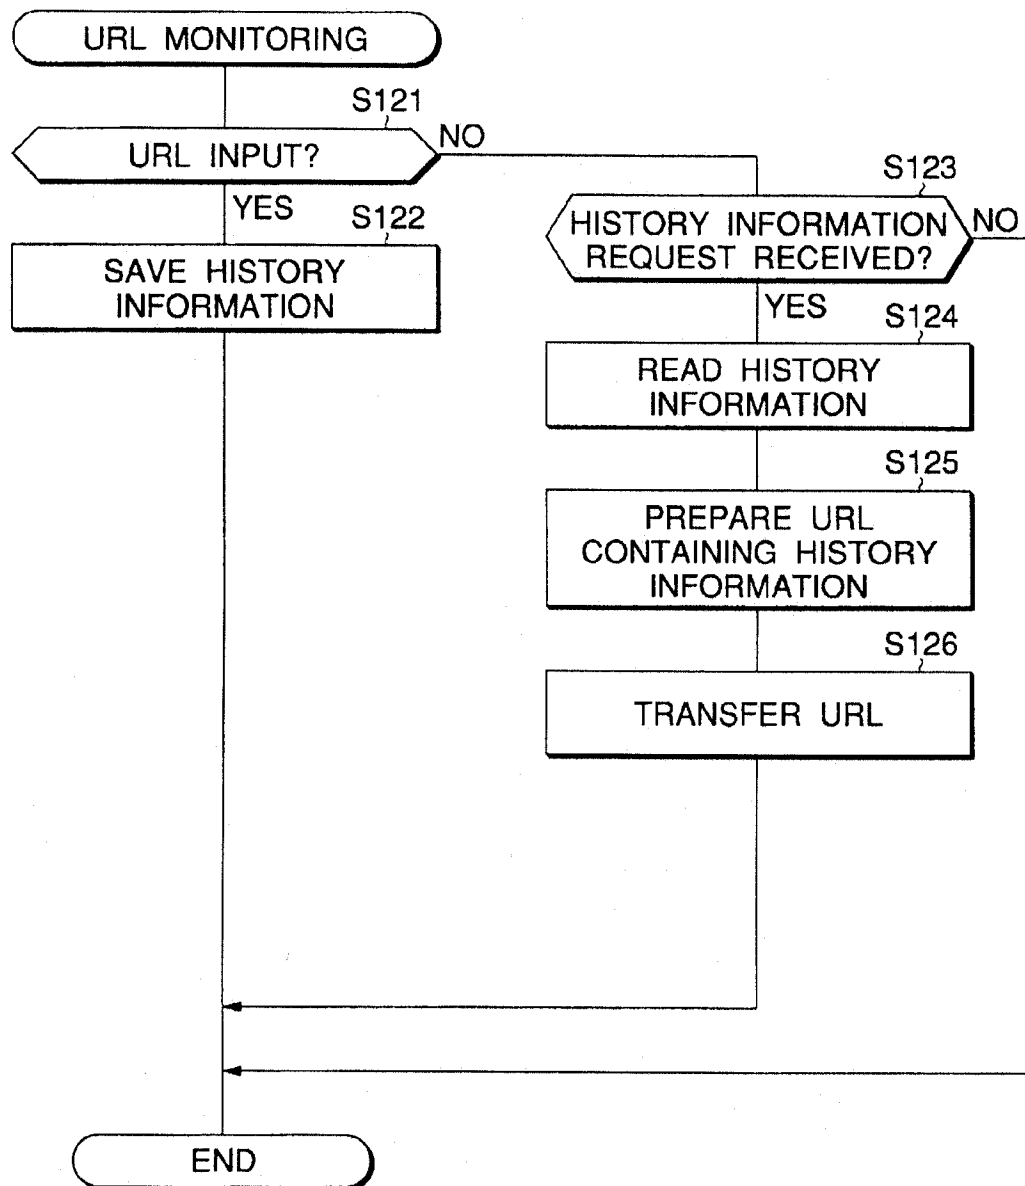 URL MONITORING
S121
URL INPUT?
NO
YES
S122
SAVE HISTORY
INFORMATION
S123
HISTORY INFORMATION
REQUEST RECEIVED?
NO
YES
S124
READ HISTORY
INFORMATION
S125
PREPARE URL
CONTAINING HISTORY
INFORMATION
S126
TRANSFER URL
END